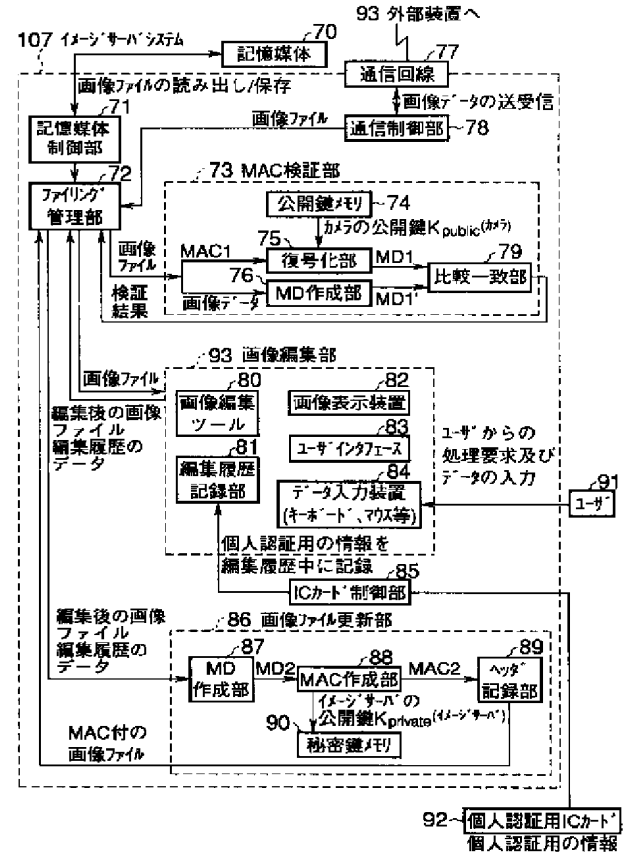 93 外部装置へ
107 ｲﾒｰｼﾞｻｰﾊﾞｼｽﾃﾑ
70
記憶媒体
77
通信回線
画像ﾌｧｲﾙの読み出し/保存
画像データの送受信
71
記憶媒体
制御部
画像ﾌｧｲﾙ
通信制御部
78
72
ﾌｧｲﾘﾝｸﾞ
管理部
73 MAC検証部
公開鍵ﾒﾓﾘ
74
ｶﾒﾗの公開鍵Kpublic(ｶﾒﾗ)
画像
ﾌｧｲﾙ
MAC1
75
復号化部
MD1
79
比較一致部
76
MD作成部
MD1'
画像ﾃﾞｰﾀ
検証
結果
93 画像編集部
画像ﾌｧｲﾙ
80
画像編集
ツール
82
画像表示装置
編集後の画像
ファイル
編集履歴の
データ
81
編集履歴
記録部
83
ﾕｰｻﾞｲﾝﾀﾌｪｰｽ
84
データ入力装置
(ｷｰﾎﾞｰﾄﾞ、ﾏｳｽ等)
ﾕｰｻﾞからの
処理要求及び
ﾃﾞｰﾀの入力
91
ﾕｰｻﾞ
個人認証用の情報を
編集履歴中に記録
85
ICｶｰﾄﾞ制御部
86 画像ﾌｧｲﾙ更新部
編集後の画像
ファイル
編集履歴の
データ
87
MD
作成部
MD2
88
MAC作成部
MAC2
89
ﾍｯﾀﾞ
記録部
ｲﾒｰｼﾞｻｰﾊﾞの
公開鍵Kprivate(ｲﾒｰｼﾞｻｰﾊﾞ)
90
秘密鍵ﾒﾓﾘ
MAC付の
画像ﾌｧｲﾙ
92
個人認証用ICｶｰﾄﾞ
個人認証用の情報